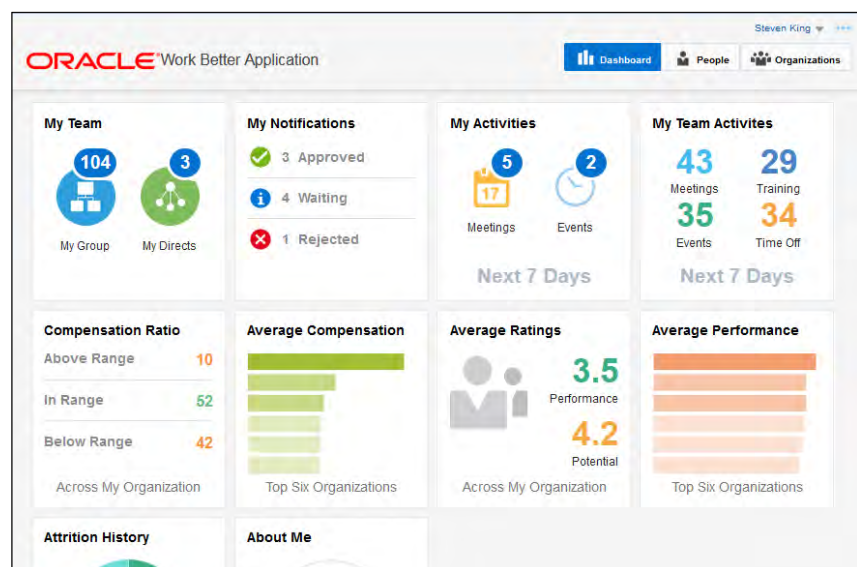 Steven King
ORACLE Work Better Application
Dashboard
People
Organizations
My Team
104
3
My Group
My Directs
My Notifications
3 Approved
4 Waiting
1 Rejected
My Activities
5
17
2
Meetings
Events
Next 7 Days
My Team Activites
43
29
Meetings
Training
35
34
Events
Time Off
Next 7 Days
Compensation Ratio
Above Range 10
In Range 52
Below Range 42
Across My Organization
Average Compensation
Top Six Organizations
Average Ratings
3.5
Performance
4.2
Potential
Across My Organization
Average Performance
Top Six Organizations
Attrition History
About Me